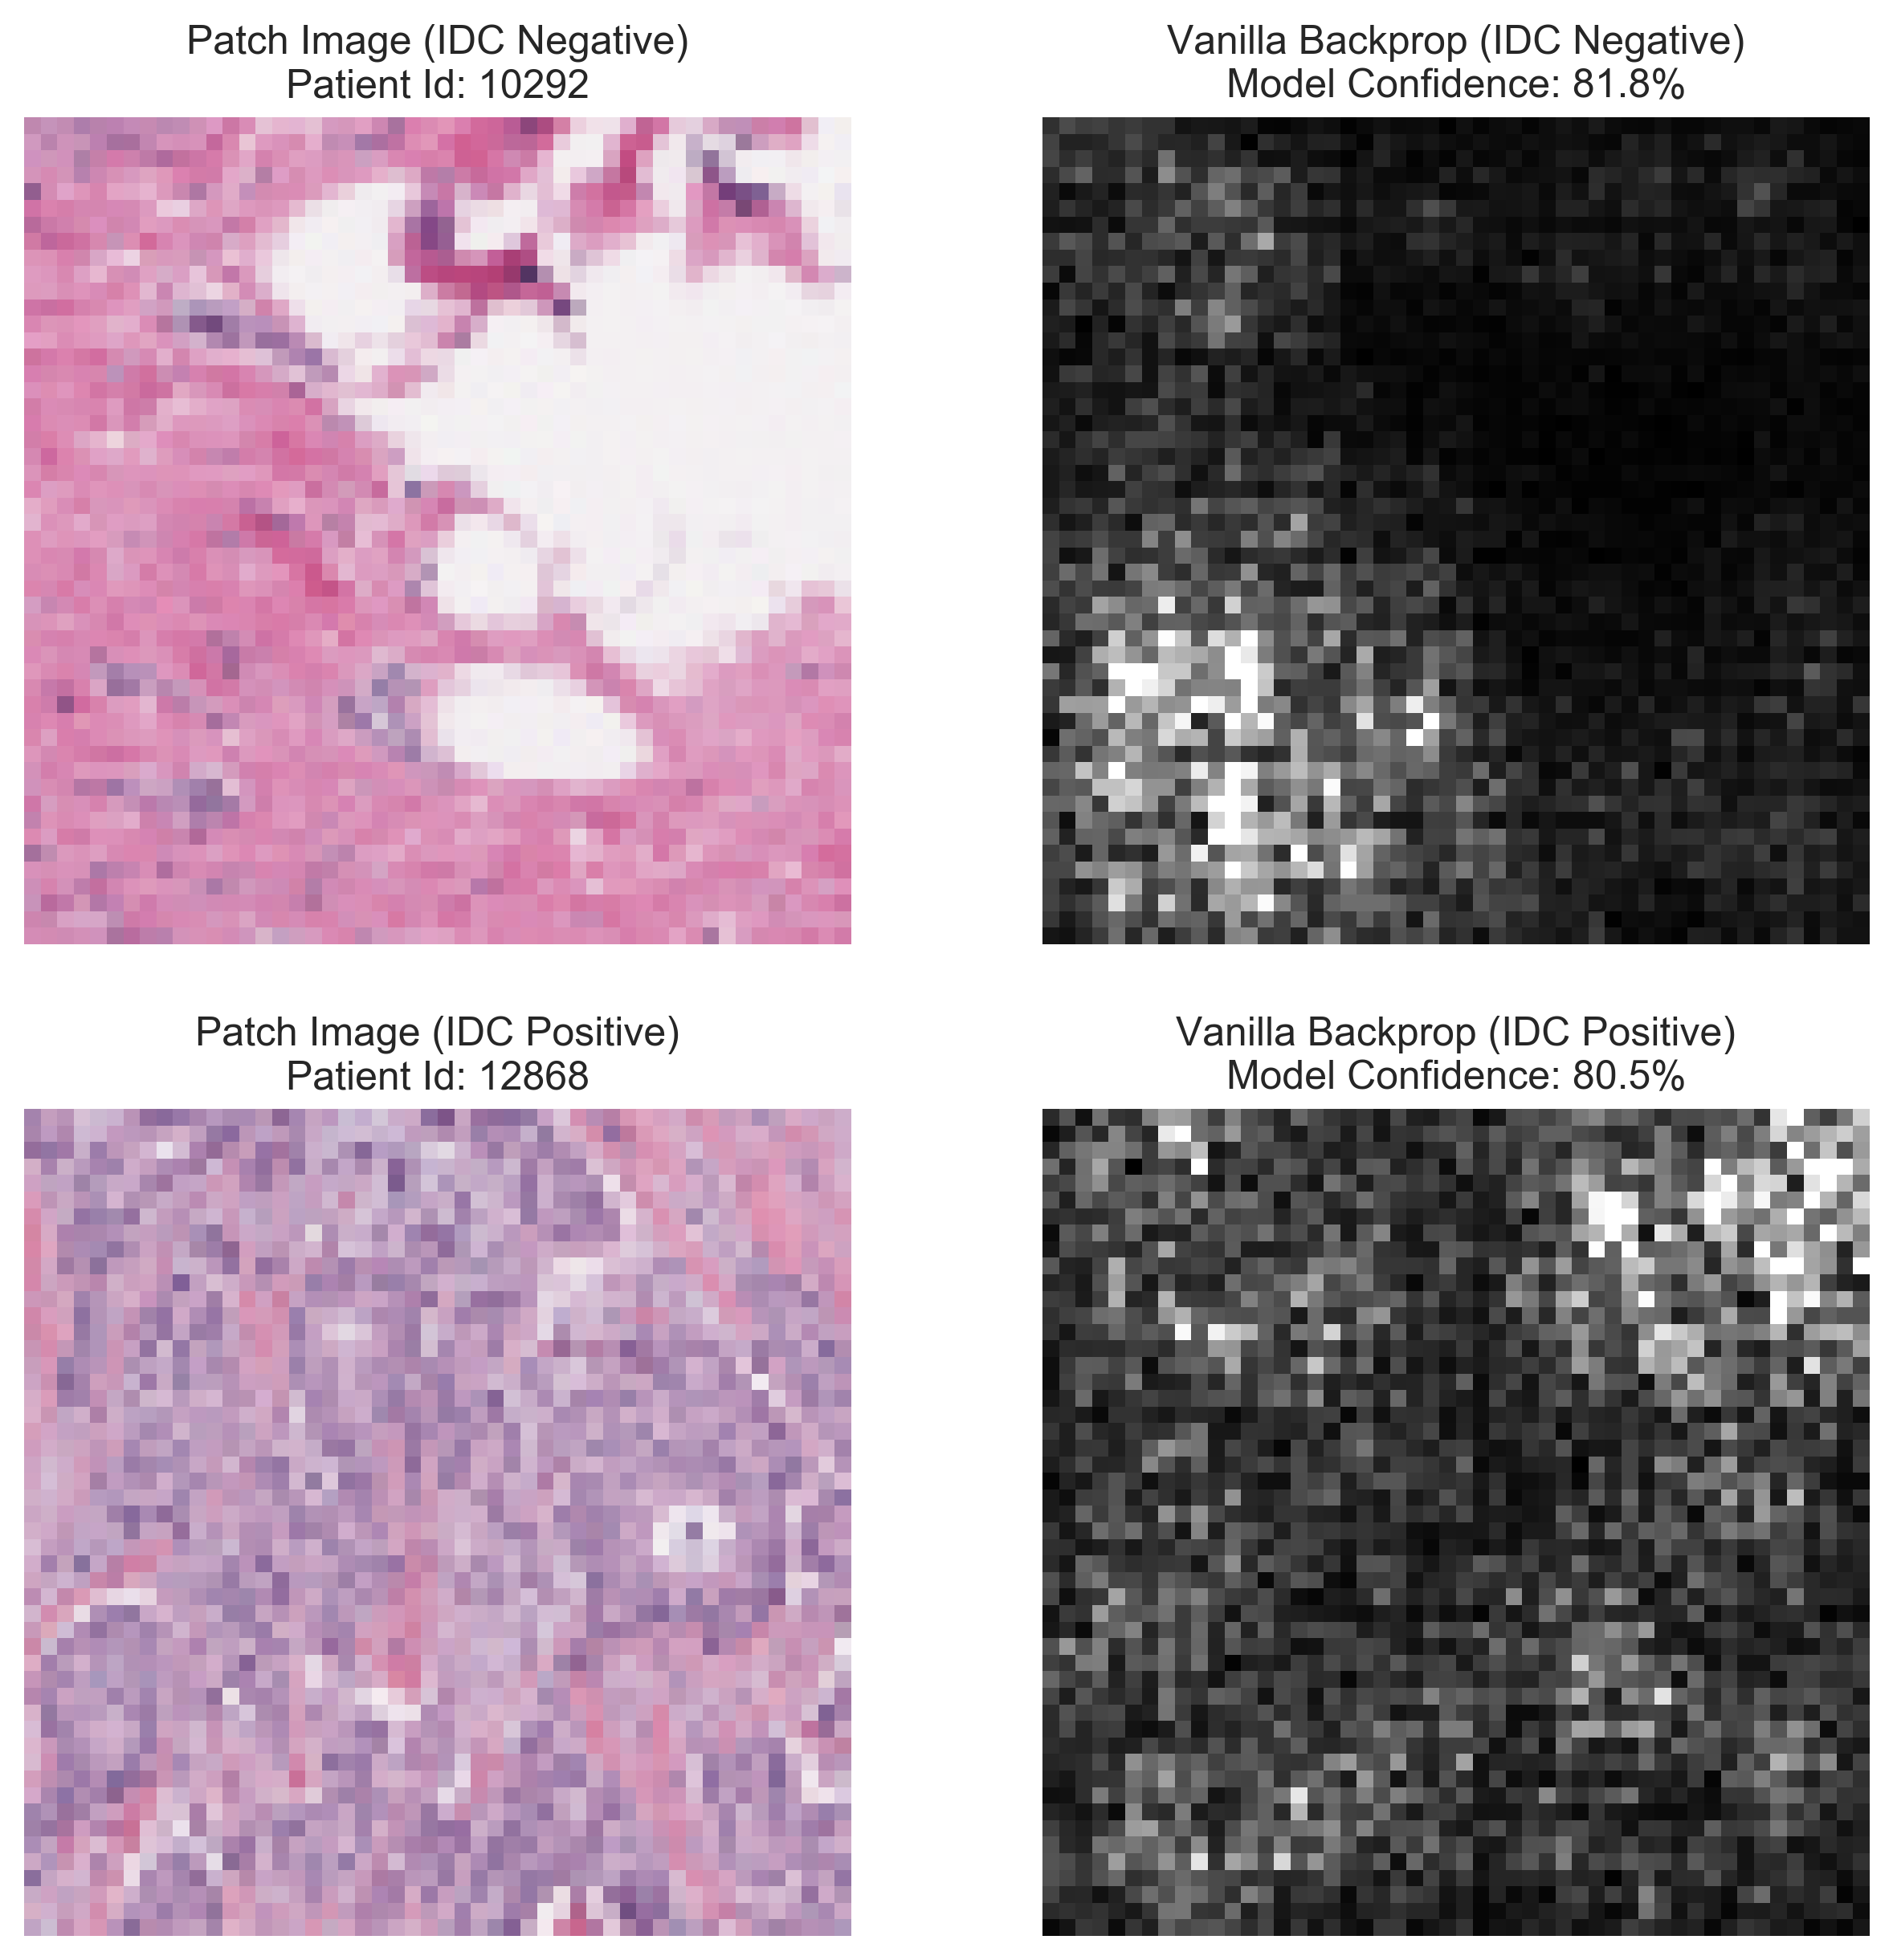 Patch Image (IDC Negative)
Patient Id: 10292
Vanilla Backprop (IDC Negative)
Model Confidence: 81.8%
Patch Image (IDC Positive)
Patient Id: 12868
Vanilla Backprop (IDC Positive)
Model Confidence: 80.5%